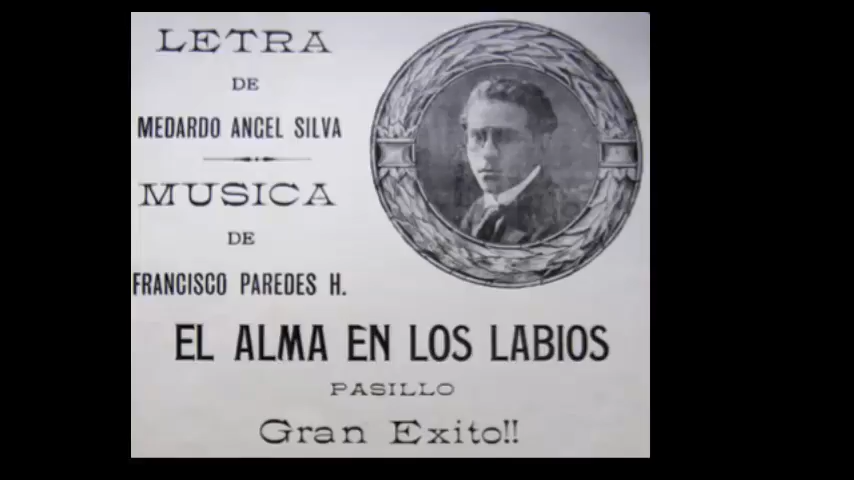 LETRA
DE
MEDARDO ANGEL SILVA
MUSICA
DE
FRANCISCO PAREDES H.
EL ALMA EN LOS LABIOS
PASILLO
Gran Exito!!